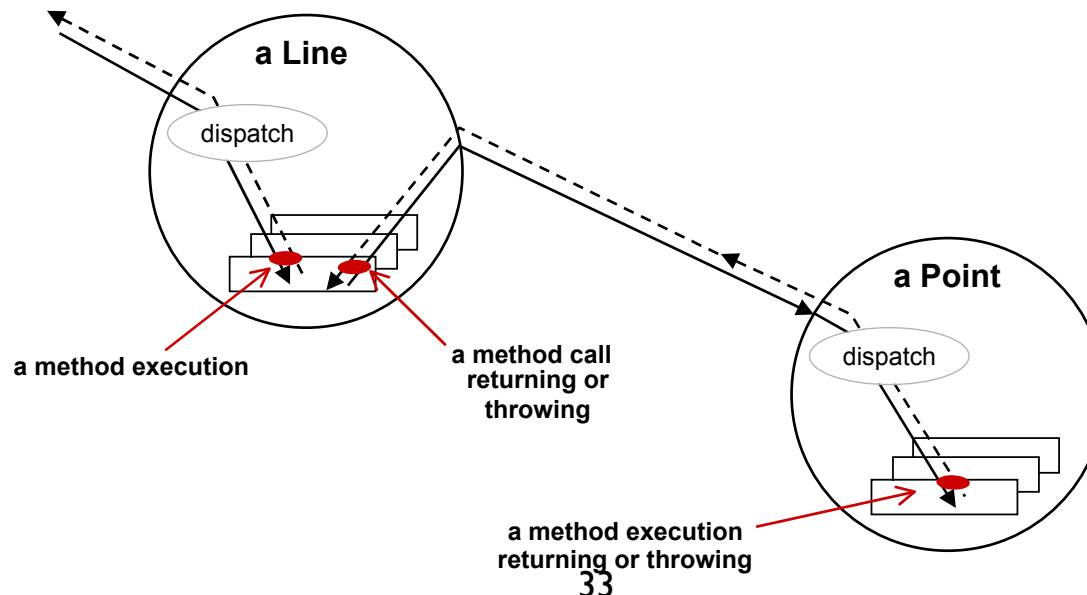 a Line
dispatch
a Point
dispatch
a method execution
a method call
returning or
throwing
a method execution
returning or throwing
33